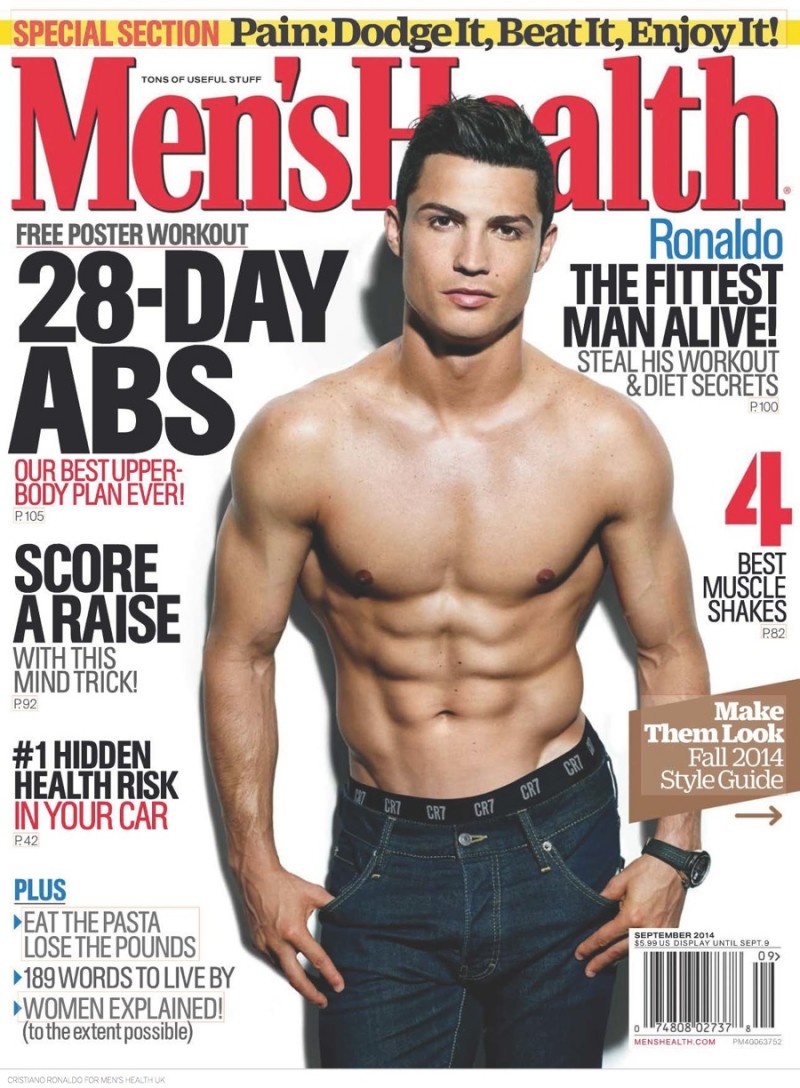 SPECIAL SECTION Pain: Dodge It, Beat It, Enjoy It!
TONS OF USEFUL STUFF
Men'sHealth®
FREE POSTER WORKOUT
28-DAY
ABS
OUR BEST UPPER-
BODY PLAN EVER!
P.105
SCORE
A RAISE
WITH THIS
MIND TRICK!
P.92
#1 HIDDEN
HEALTH RISK
IN YOUR CAR
P.42
PLUS
EAT THE PASTA
LOSE THE POUNDS
189 WORDS TO LIVE BY
WOMEN EXPLAINED!
(to the extent possible)
Ronaldo
THE FITTEST
MAN ALIVE!
STEAL HIS WORKOUT
& DIET SECRETS
P.100
4
BEST
MUSCLE
SHAKES
P.82
Make
Them Look
Fall 2014
Style Guide
CR7 CR7 CR7 CR7 CR7
SEPTEMBER 2014
$5.99 US DISPLAY UNTIL SEPT. 9
09>
0 74808 02737 8
MENSHEALTH.COM PM40063752
CRISTIANO RONALDO FOR MEN'S HEALTH UK